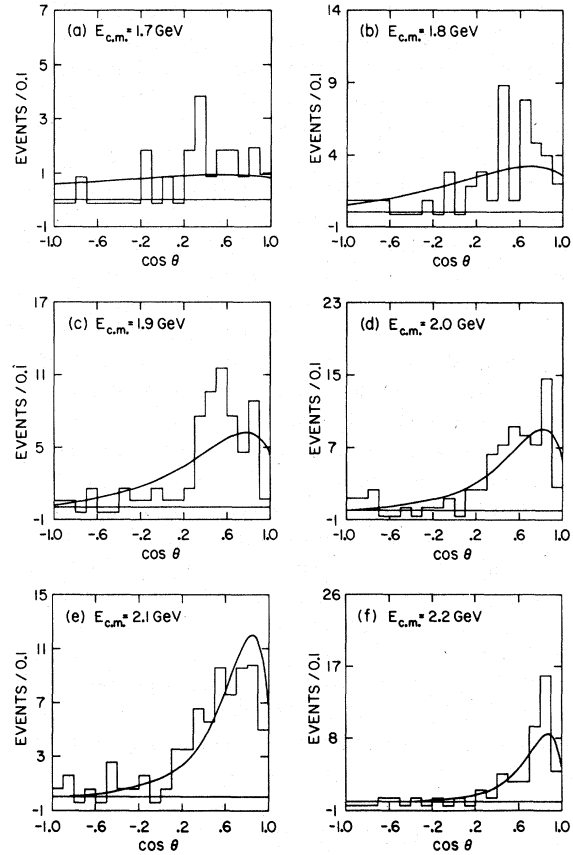 (a) E_c.m.= 1.7 GeV
EVENTS / 0.1
7
5
3
1
-1
-1.0 -.6 -.2 .2 .6 1.0
COS θ
(b) E_c.m.= 1.8 GeV
EVENTS / 0.1
14
9
4
-1
-1.0 -.6 -.2 .2 .6 1.0
COS θ
(c) E_c.m.= 1.9 GeV
EVENTS / 0.1
17
11
5
-1
-1.0 -.6 -.2 .2 .6 1.0
COS θ
(d) E_c.m.= 2.0 GeV
EVENTS / 0.1
23
15
7
-1
-1.0 -.6 -.2 .2 .6 1.0
COS θ
(e) E_c.m.= 2.1 GeV
EVENTS / 0.1
15
11
7
3
-1
-1.0 -.6 -.2 .2 .6 1.0
COS θ
(f) E_c.m.= 2.2 GeV
EVENTS / 0.1
26
17
8
-1
-1.0 -.6 -.2 .2 .6 1.0
COS θ